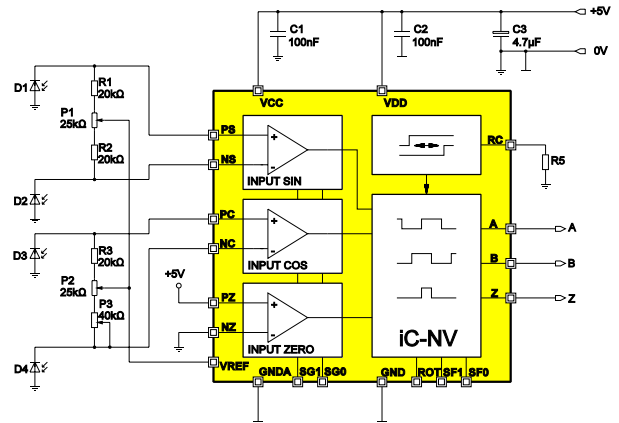 +5V
C1
100nF
C2
100nF
C3
4.7µF
0V
D1
R1
20kΩ
P1
25kΩ
R2
20kΩ
D2
D3
R3
20kΩ
P2
25kΩ
P3
40kΩ
D4
+5V
VCC
VDD
PS
NS
INPUT SIN
PC
NC
INPUT COS
PZ
NZ
INPUT ZERO
VREF
RC
R5
A
A
B
B
Z
Z
iC-NV
GNDA
SG1
SG0
GND
ROT
SF1
SF0